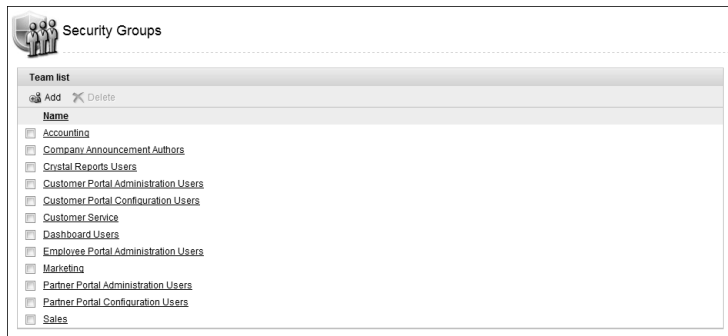 Security Groups
Team list
Add Delete
Name
Accounting
Company Announcement Authors
Crystal Reports Users
Customer Portal Administration Users
Customer Portal Configuration Users
Customer Service
Dashboard Users
Employee Portal Administration Users
Marketing
Partner Portal Administration Users
Partner Portal Configuration Users
Sales